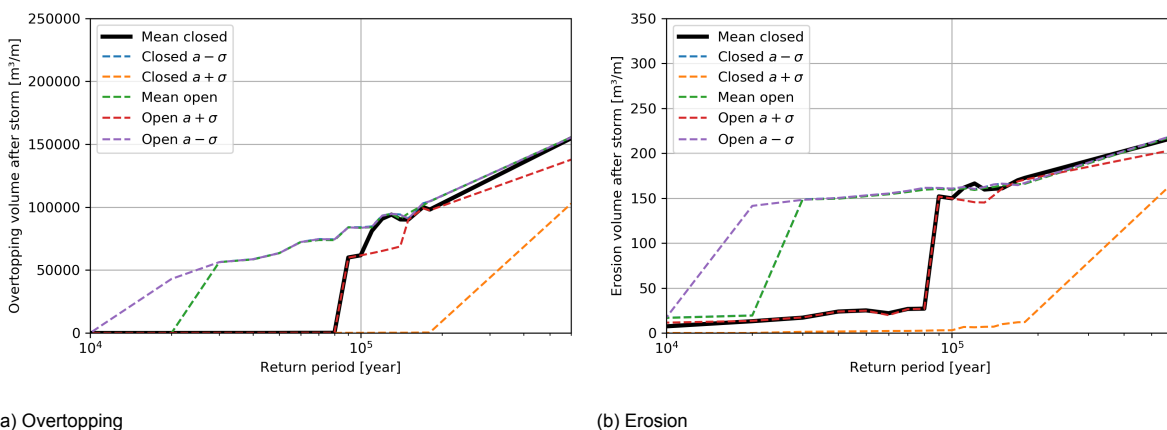 250000
200000
150000
100000
50000
0
Overtopping volume after storm [m³/m]
10⁴
10⁵
Return period [year]
Mean closed
Closed a − σ
Closed a + σ
Mean open
Open a + σ
Open a − σ
350
300
250
200
150
100
50
0
Erosion volume after storm [m³/m]
10⁴
10⁵
Return period [year]
Mean closed
Closed a − σ
Closed a + σ
Mean open
Open a + σ
Open a − σ
a) Overtopping
(b) Erosion